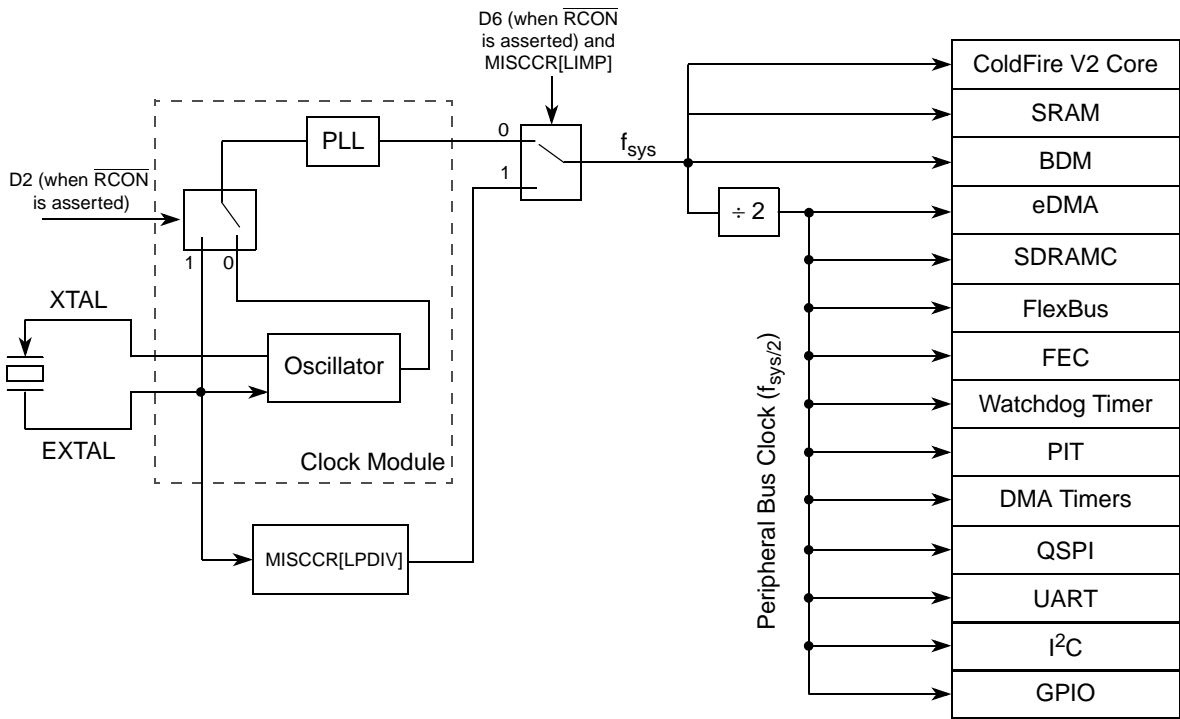 D6 (when RCON
is asserted) and
MISCCR[LIMP]
PLL
0
1
fsys
D2 (when RCON
is asserted)
1
0
÷ 2
XTAL
Oscillator
EXTAL
Clock Module
MISCCR[LPDIV]
Peripheral Bus Clock (fsys/2)
ColdFire V2 Core
SRAM
BDM
eDMA
SDRAMC
FlexBus
FEC
Watchdog Timer
PIT
DMA Timers
QSPI
UART
I2C
GPIO